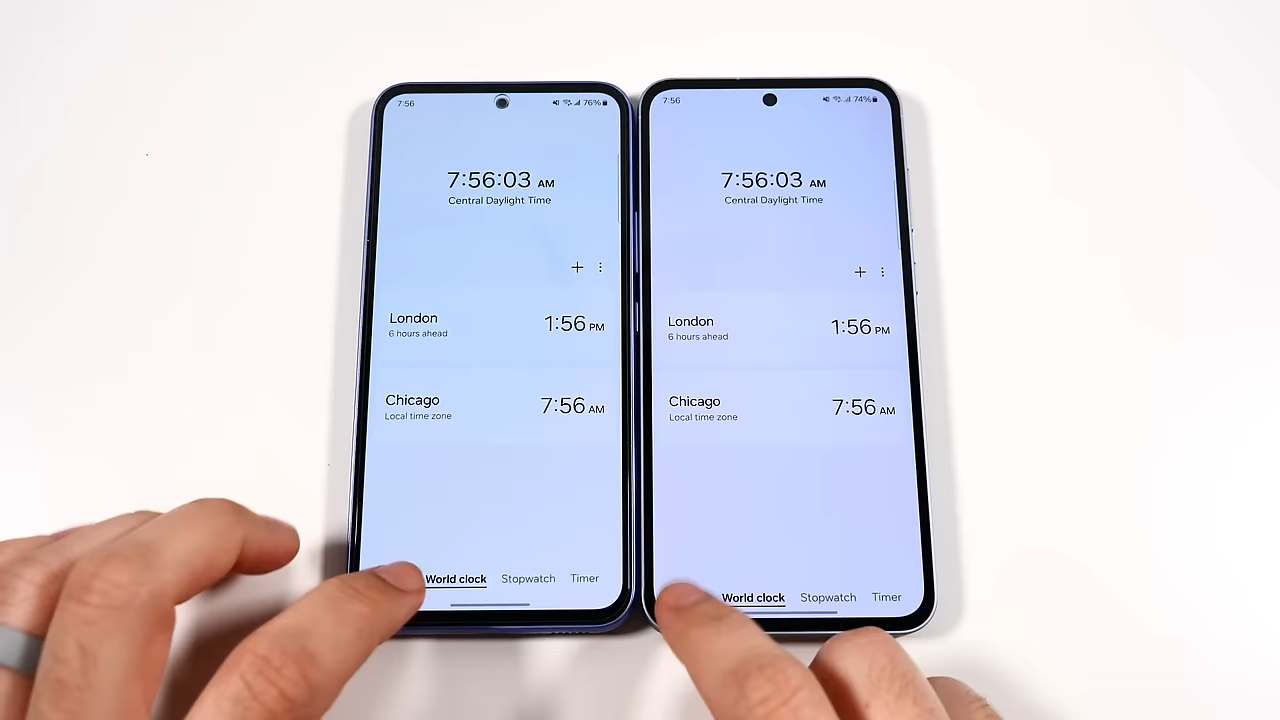 7:56
76%
7:56:03 AM
Central Daylight Time
London
6 hours ahead
1:56 PM
Chicago
Local time zone
7:56 AM
World clock
Stopwatch
Timer
7:56
74%
7:56:03 AM
Central Daylight Time
London
6 hours ahead
1:56 PM
Chicago
Local time zone
7:56 AM
World clock
Stopwatch
Timer